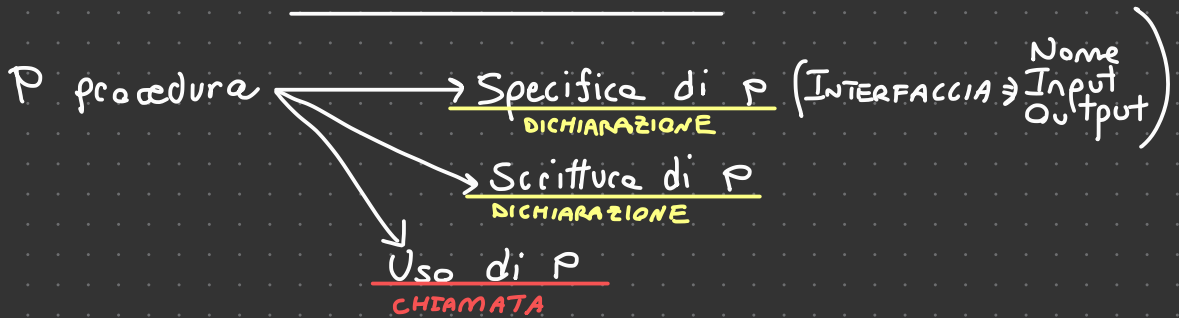 P procedura → Specifica di P (INTERFACCIA ⇒ Nome
Input
Output)
DICHIARAZIONE
Scrittura di P
DICHIARAZIONE
Uso di P
CHIAMATA